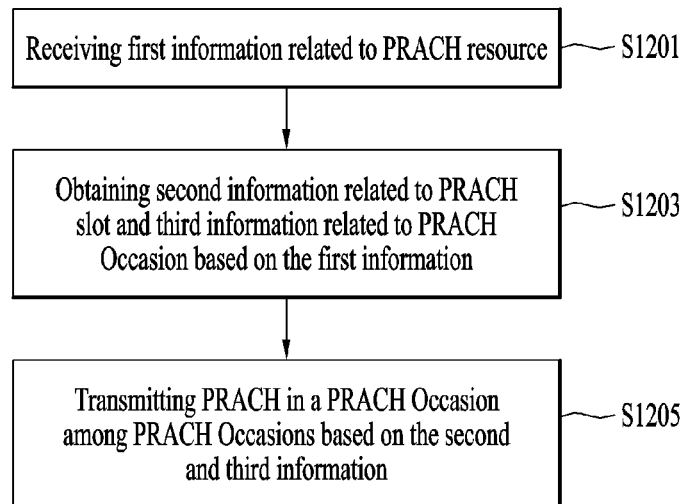 Receiving first information related to PRACH resource
S1201
Obtaining second information related to PRACH
slot and third information related to PRACH
Occasion based on the first information
S1203
Transmitting PRACH in a PRACH Occasion
among PRACH Occasions based on the second
and third information
S1205